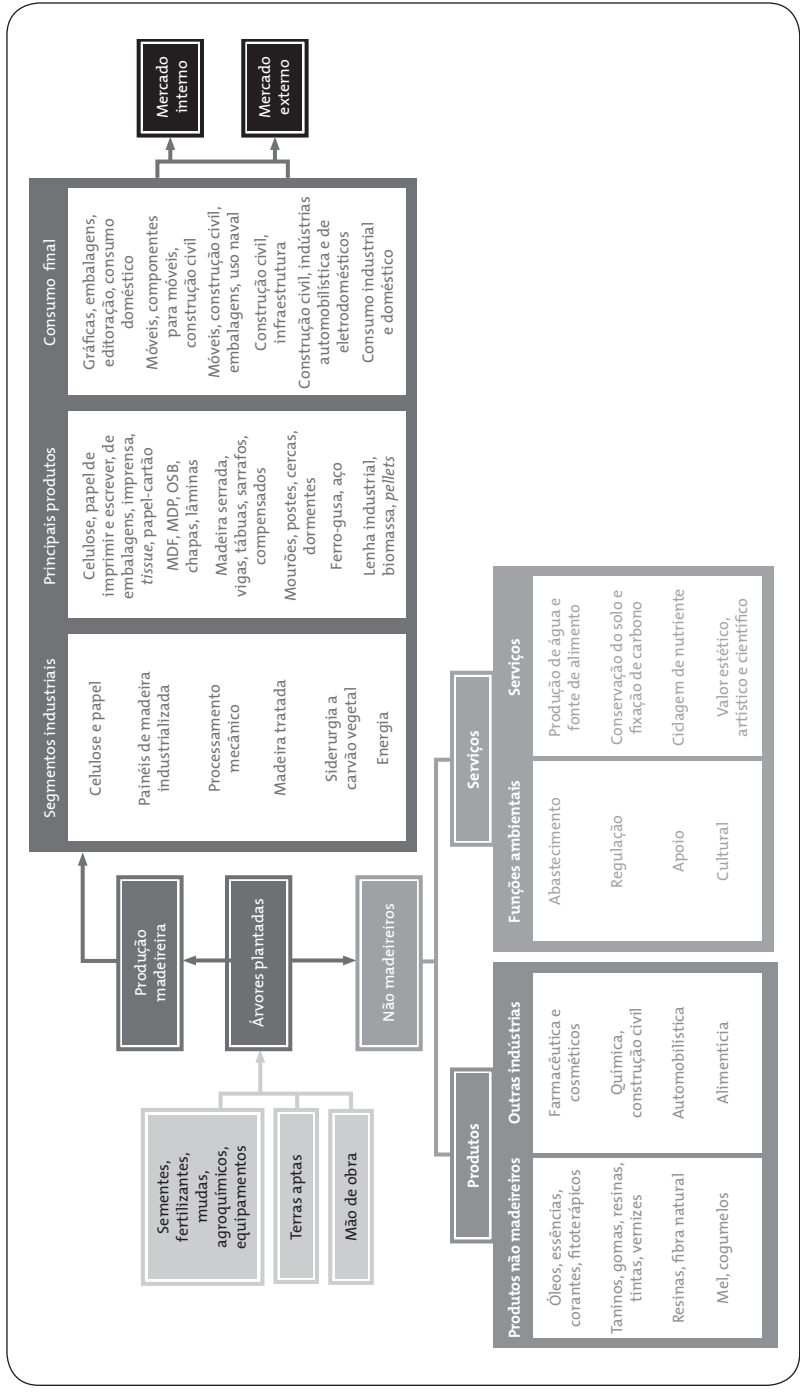 Sementes,
fertilizantes,
mudas,
agroquímicos,
equipamentos
Terras aptas
Mão de obra
Produção
madeireira
Árvores plantadas
Não madeireiros
Segmentos industriais
Celulose e papel
Painéis de madeira
industrializada
Processamento
mecânico
Madeira tratada
Siderurgia a
carvão vegetal
Energia
Principais produtos
Celulose, papel de
imprimir e escrever, de
embalagens, imprensa,
tissue, papel-cartão
MDF, MDP, OSB,
chapas, lâminas
Madeira serrada,
vigas, tábuas, sarrafos,
compensados
Mourões, postes, cercas,
dormentes
Ferro-gusa, aço
Lenha industrial,
biomassa, pellets
Consumo final
Gráficas, embalagens,
editoração, consumo
doméstico
Móveis, componentes
para móveis,
construção civil
Móveis, construção civil,
embalagens, uso naval
Construção civil,
infraestrutura
Construção civil, indústrias
automobilística e de
eletrodomésticos
Consumo industrial
e doméstico
Mercado
interno
Mercado
externo
Produtos
Produtos não madeireiros
Óleos, essências,
corantes, fitoterápicos
Taninos, gomas, resinas,
tintas, vernizes
Resinas, fibra natural
Mel, cogumelos
Outras indústrias
Farmacêutica e
cosméticos
Química,
construção civil
Automobilística
Alimentícia
Serviços
Funções ambientais
Abastecimento
Regulação
Apoio
Cultural
Serviços
Produção de água e
fonte de alimento
Conservação do solo e
fixação de carbono
Ciclagem de nutriente
Valor estético,
artístico e científico